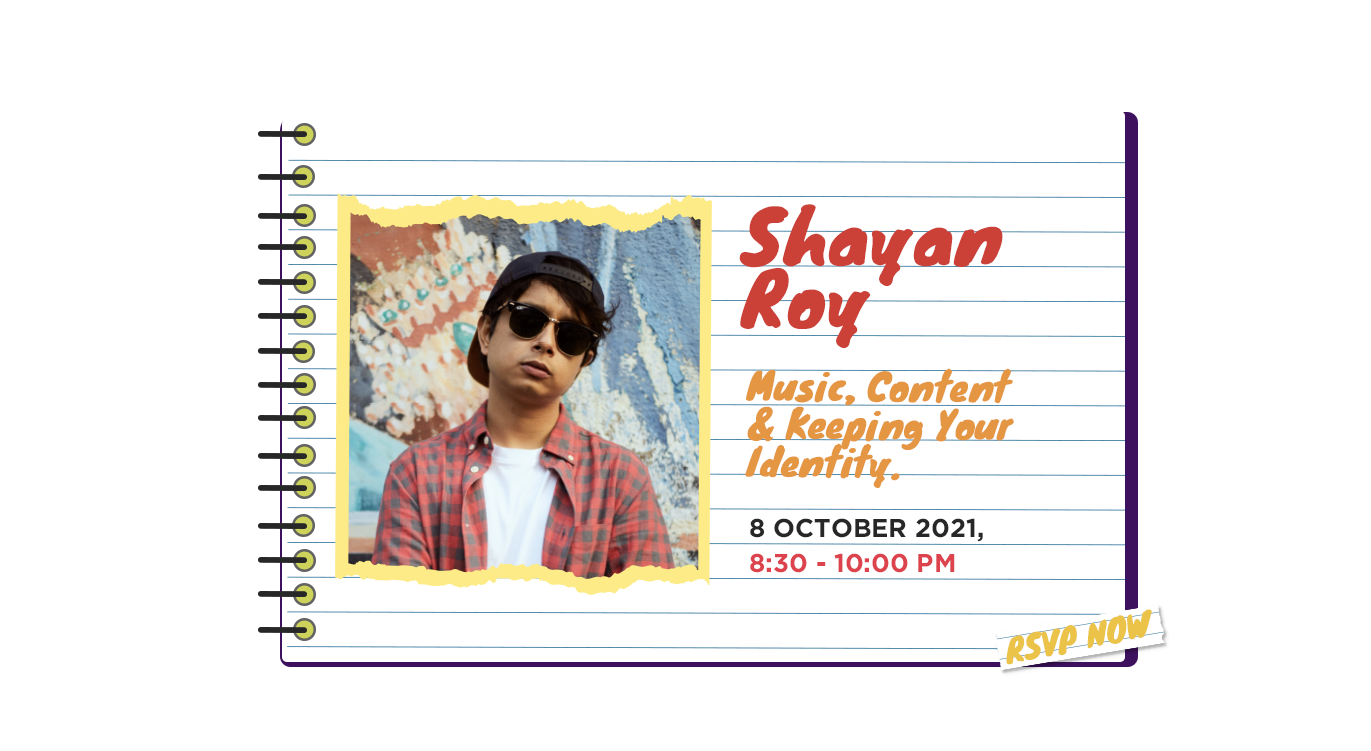 Shayan
Roy
Music, Content
& Keeping Your
Identity.
8 OCTOBER 2021,
8:30 - 10:00 PM
RSVP NOW